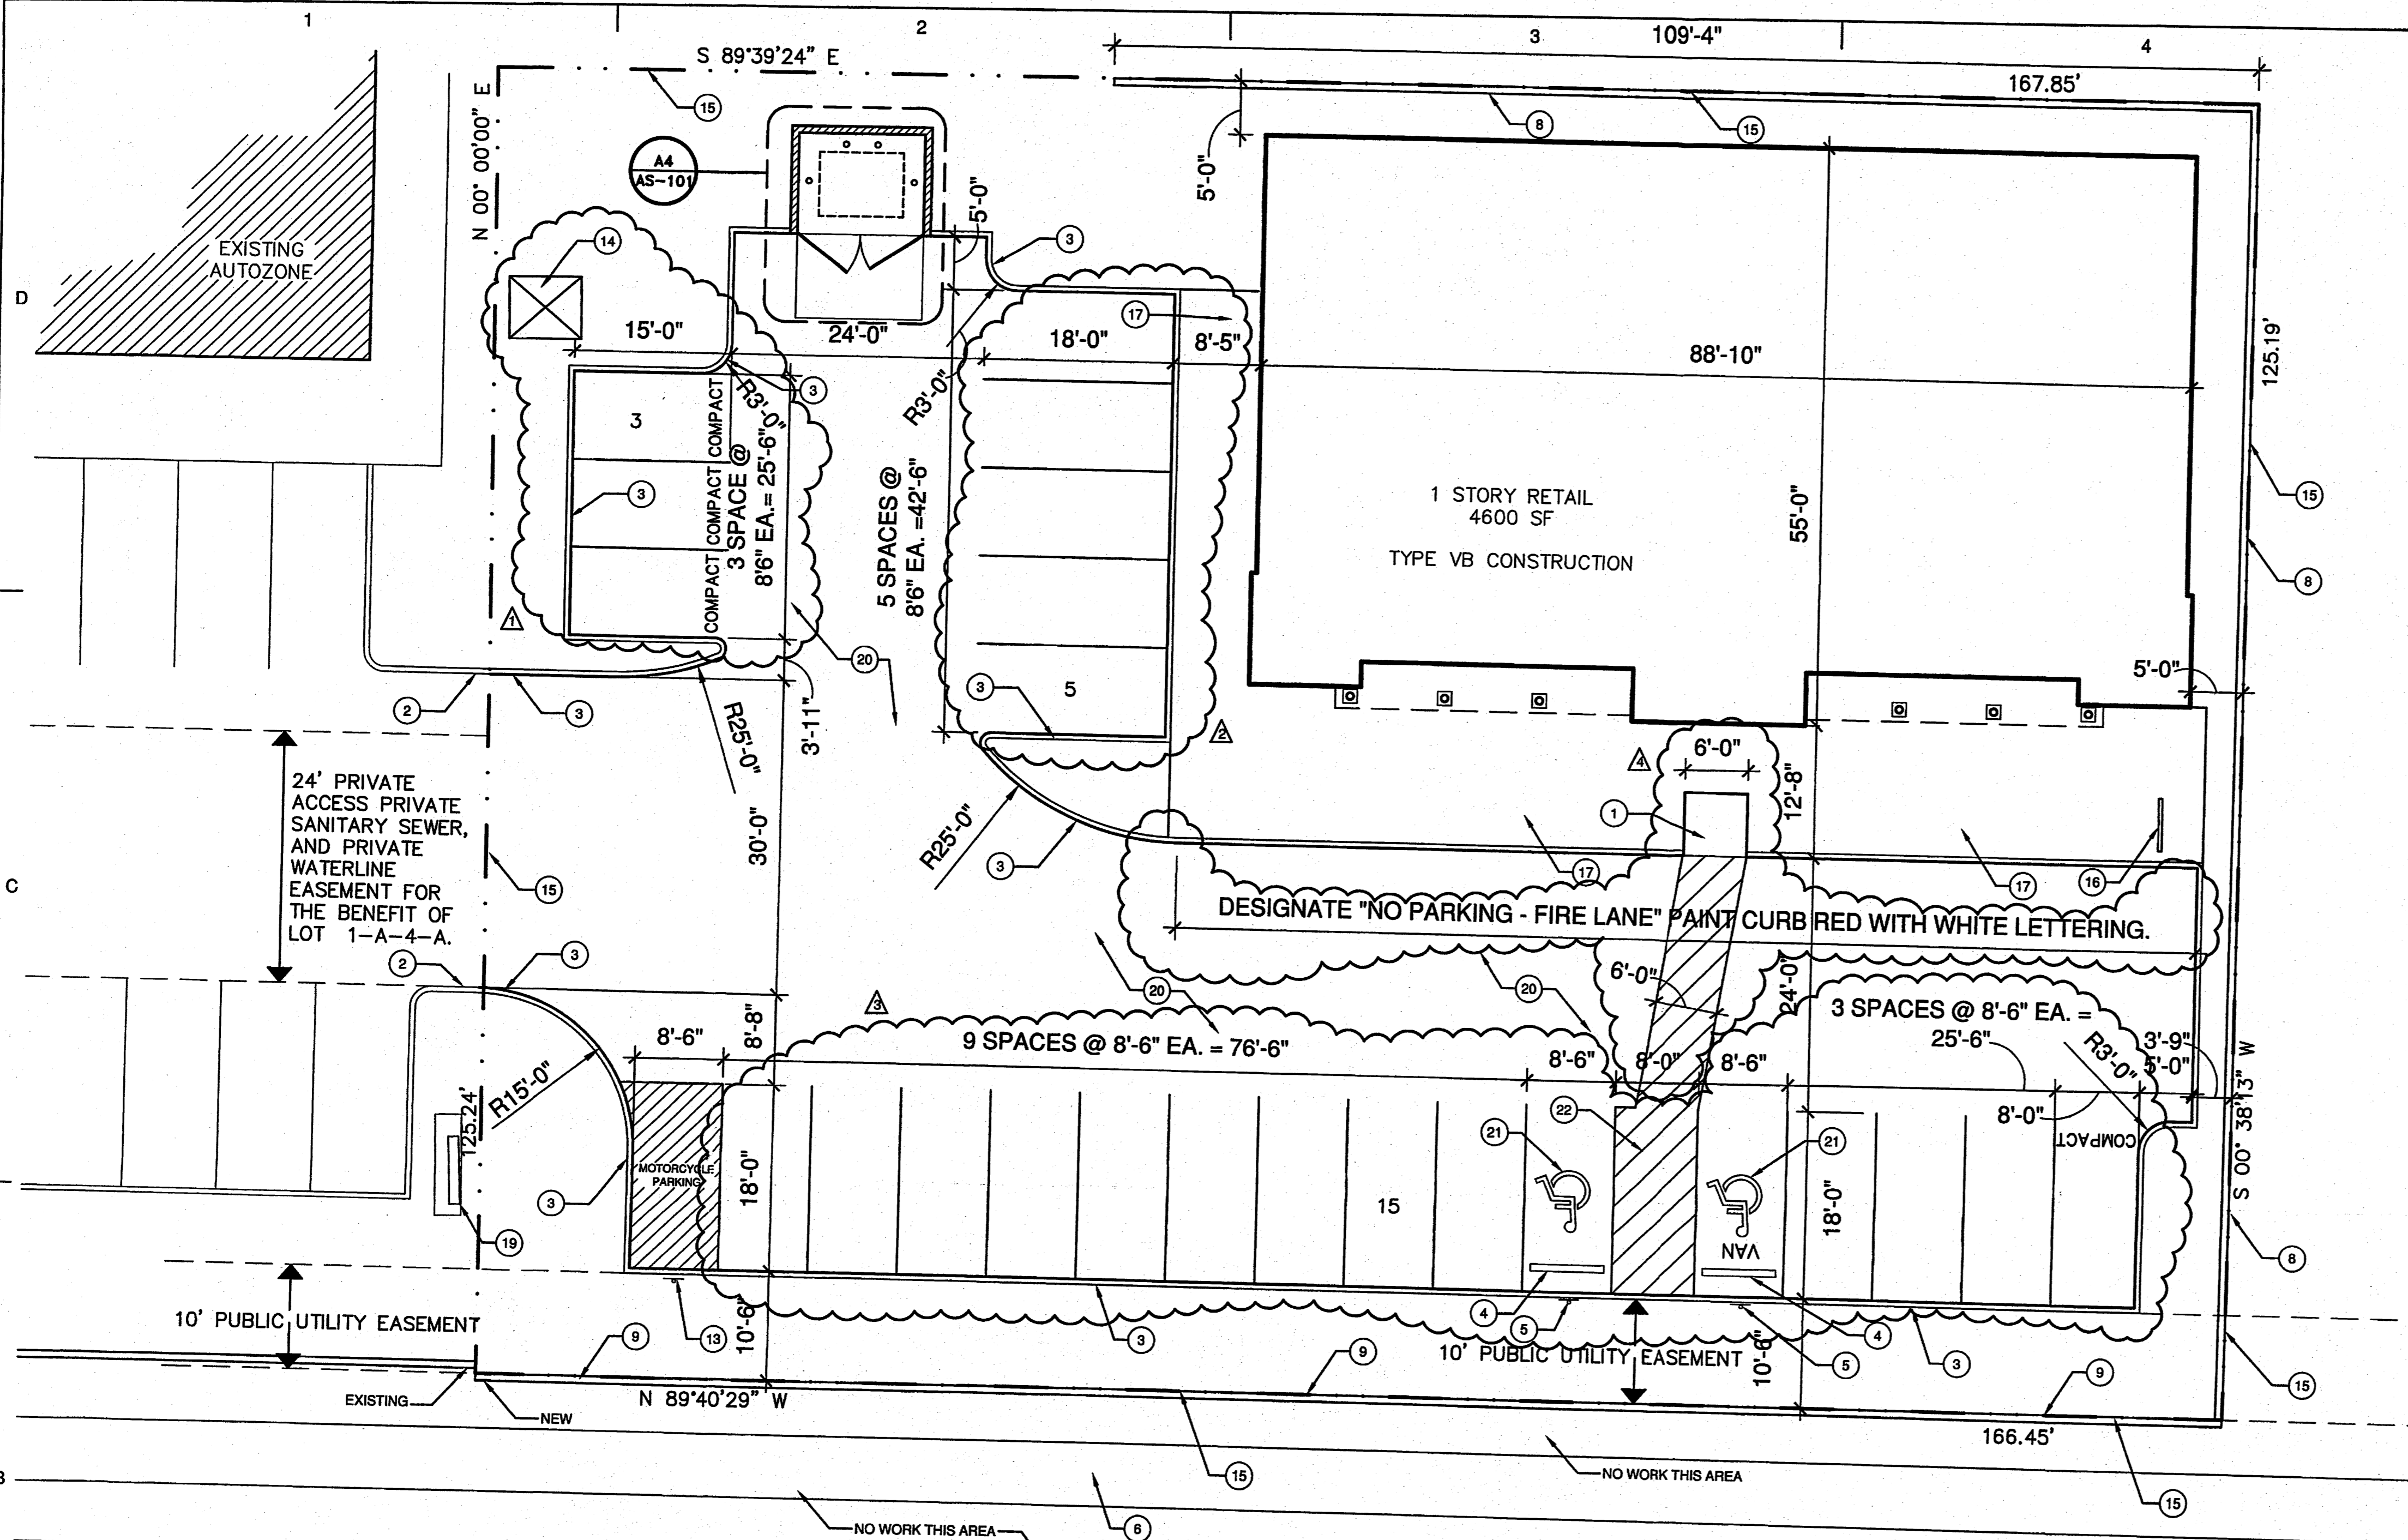 1
2
3
4
109'-4"
S 89°39'24" E
167.85'
N 00° 00'00" E
15
8
15
A4
AS-101
5'-0"
5'-0"
3
14
EXISTING
AUTOZONE
D
17
15'-0"
24'-0"
18'-0"
8'-5"
88'-10"
125.19'
R3'-0"
3
R3'-0"
3
COMPACT
COMPACT
COMPACT
3 SPACE @
8'6" EA.= 25'-6"
5 SPACES @
8'6" EA. =42'-6"
3
15
1 STORY RETAIL
4600 SF
TYPE VB CONSTRUCTION
55'-0"
8
1
20
5
3
2
3
5'-0"
2
R25'-0"
3'-11"
4
6'-0"
12'-8"
24' PRIVATE
ACCESS PRIVATE
SANITARY SEWER,
AND PRIVATE
WATERLINE
EASEMENT FOR
THE BENEFIT OF
LOT 1-A-4-A.
1
30'-0"
R25'-0"
3
15
17
17
16
C
DESIGNATE "NO PARKING - FIRE LANE" PAINT CURB RED WITH WHITE LETTERING.
2
3
20
20
6'-0"
24'-0"
3
3 SPACES @ 8'-6" EA. =
25'-6"
8'-6"
8'-8"
9 SPACES @ 8'-6" EA. = 76'-6"
8'-6"
8'-0"
8'-6"
R3'-0"
3'-9"
5'-0"
8'-0"
S 00° 38'13" W
R15'-0"
125.24'
22
21
21
COMPACT
MOTORCYCLE
PARKING
18'-0"
15
18'-0"
3
VAN
19
8
10' PUBLIC UTILITY EASEMENT
13
10'-6"
3
4
5
4
5
3
10' PUBLIC UTILITY EASEMENT
10'-6"
9
9
9
15
EXISTING
NEW
N 89°40'29" W
166.45'
15
NO WORK THIS AREA
15
NO WORK THIS AREA
6